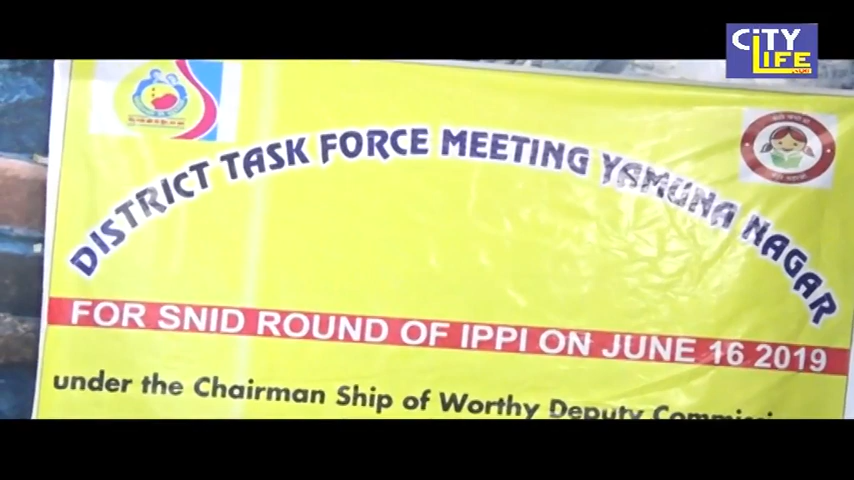 CiTY
LiFE
DISTRICT TASK FORCE MEETING YAMUNA NAGAR
FOR SNID ROUND OF IPPI ON JUNE 16 2019
under the Chairman Ship of Worthy Deputy